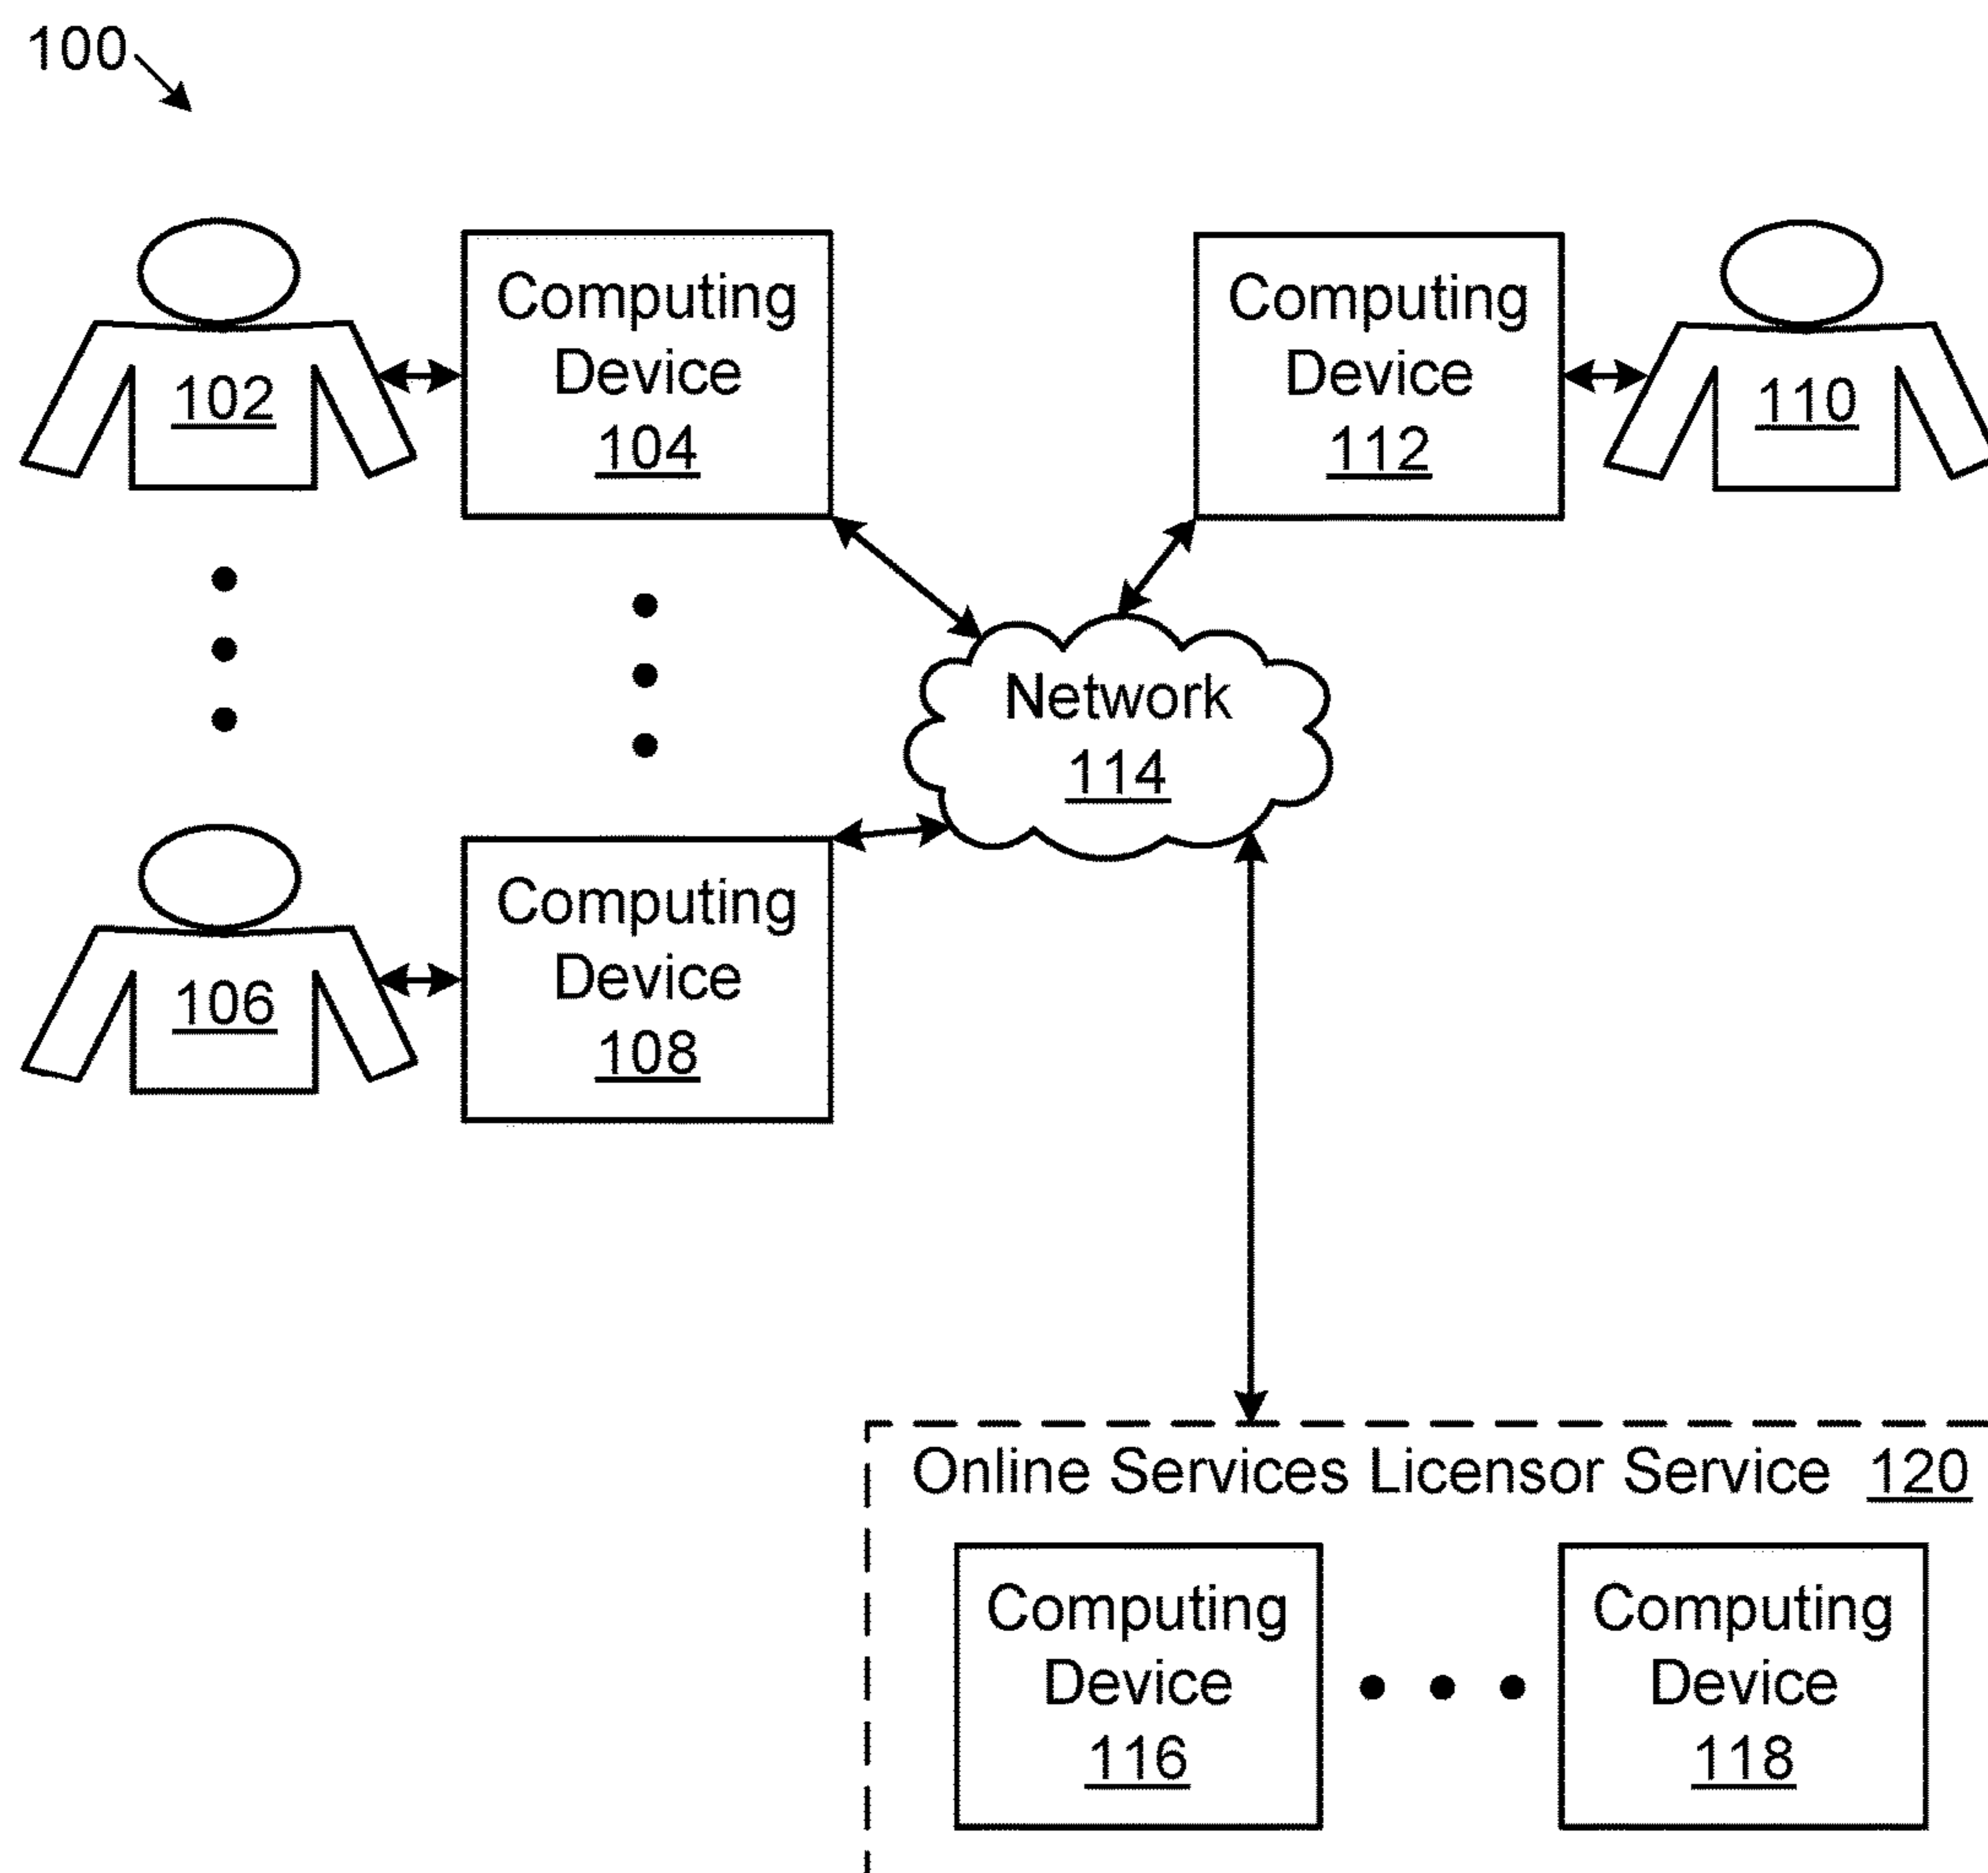 100
102
Computing
Device
104
Computing
Device
112
110
Network
114
106
Computing
Device
108
Online Services Licensor Service 120
Computing
Device
116
Computing
Device
118